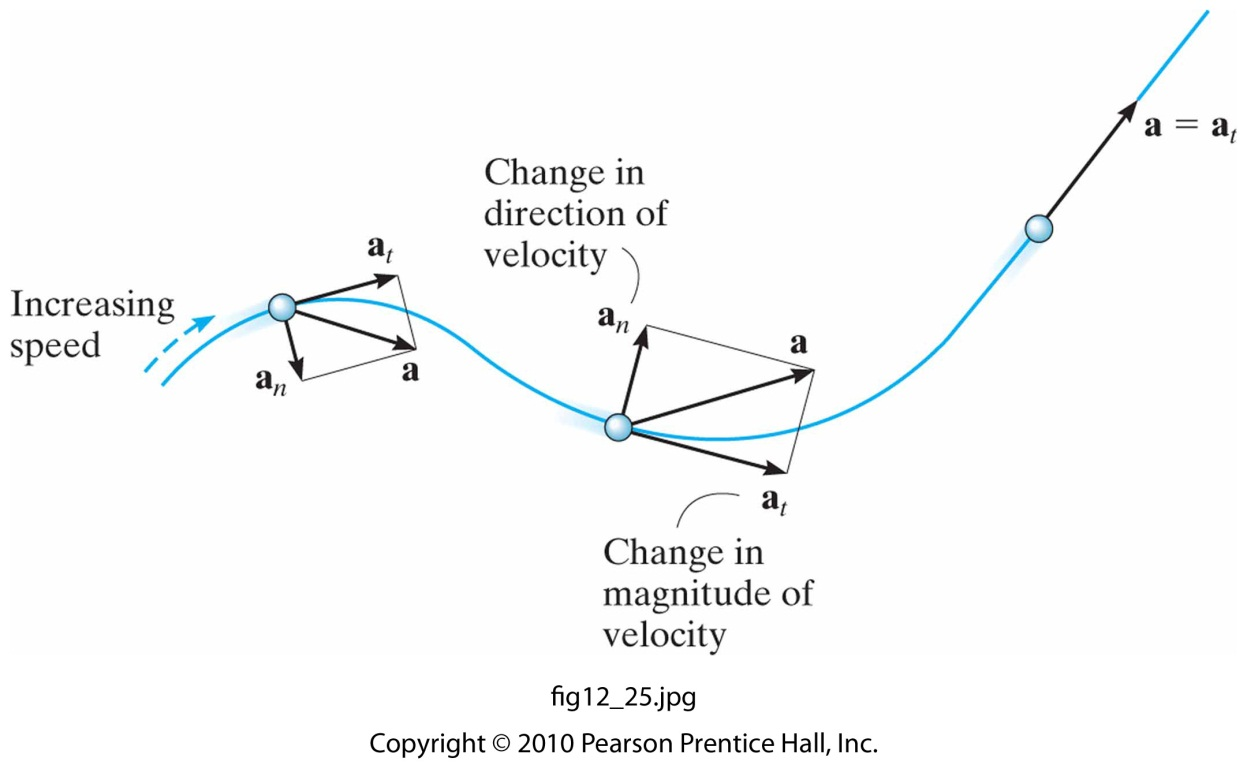 Increasing
speed
a_t
a_n
a
Change in
direction of
velocity
a_n
a
a_t
Change in
magnitude of
velocity
a = a_t
fig12_25.jpg
Copyright © 2010 Pearson Prentice Hall, Inc.